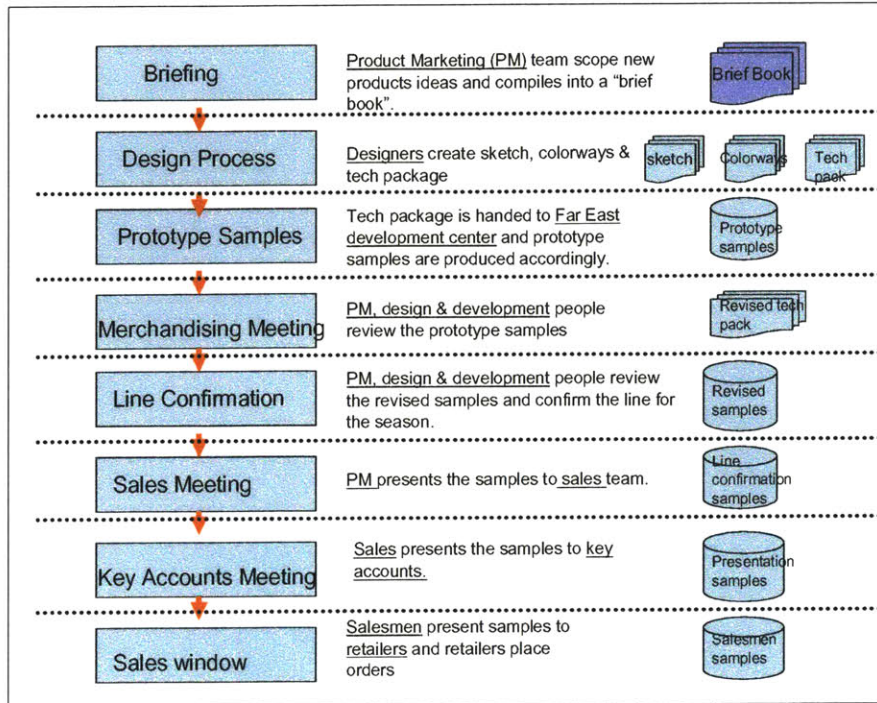 Briefing
Product Marketing (PM) team scope new
products ideas and compiles into a "brief
book".
Brief Book
Design Process
Designers create sketch, colorways &
tech package
sketch
Colorways
Tech
pack
Prototype Samples
Tech package is handed to Far East
development center and prototype
samples are produced accordingly.
Prototype
samples
Merchandising Meeting
PM, design & development people
review the prototype samples
Revised tech
pack
Line Confirmation
PM, design & development people review
the revised samples and confirm the line for
the season.
Revised
samples
Sales Meeting
PM presents the samples to sales team.
Line
confirmation
samples
Key Accounts Meeting
Sales presents the samples to key
accounts.
Presentation
samples
Sales window
Salesmen present samples to
retailers and retailers place
orders
Salesmen
samples